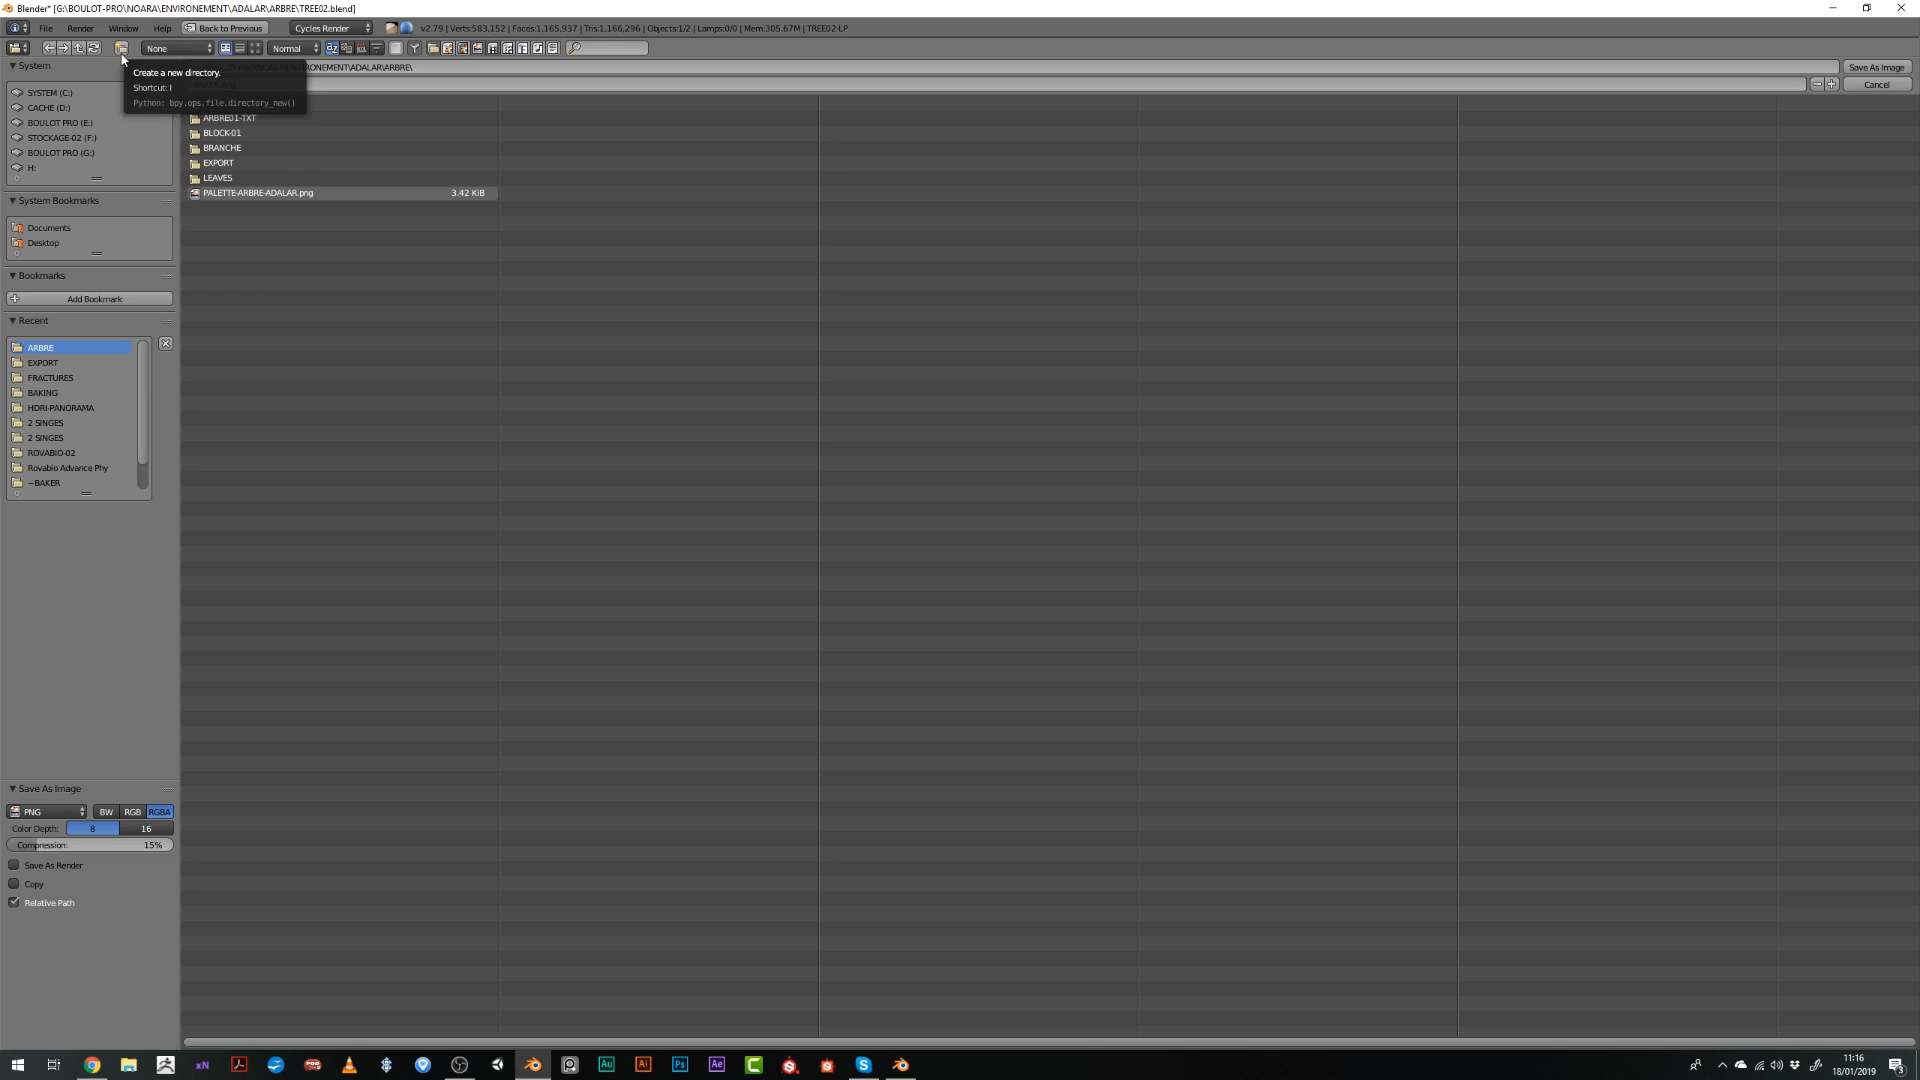 Blender* [G:\BOULOT-PRO\NOARA\ENVIRONEMENT\ADALAR\ARBRE\TREE02.blend]
File Render Window Help Back to Previous Cycles Render v2.79 | Verts:583,152 | Faces:1,165,937 | Tris:1,166,296 | Objects:1/2 | Lamps:0/0 | Mem:305.67M | TREE02-LP
None Normal
System
RONEMENT\ADALAR\ARBRE\
Save As Image
Create a new directory.
Shortcut: I
Python: bpy.ops.file.directory_new()
Cancel
SYSTEM (C:)
CACHE (D:)
BOULOT PRO (E:)
STOCKAGE-02 (F:)
BOULOT PRO (G:)
H:
ARBRE01-TXT
BLOCK-01
BRANCHE
EXPORT
LEAVES
PALETTE-ARBRE-ADALAR.png 3.42 KiB
System Bookmarks
Documents
Desktop
Bookmarks
Add Bookmark
Recent
ARBRE
EXPORT
FRACTURES
BAKING
HDRI-PANORAMA
2 SINGES
2 SINGES
ROVABIO-02
Rovabio Advance Phy
~BAKER
Save As Image
PNG BW RGB RGBA
Color Depth: 8 16
Compression: 15%
Save As Render
Copy
Relative Path
xN Au Ai Ps Ae
11:16
18/01/2019
3